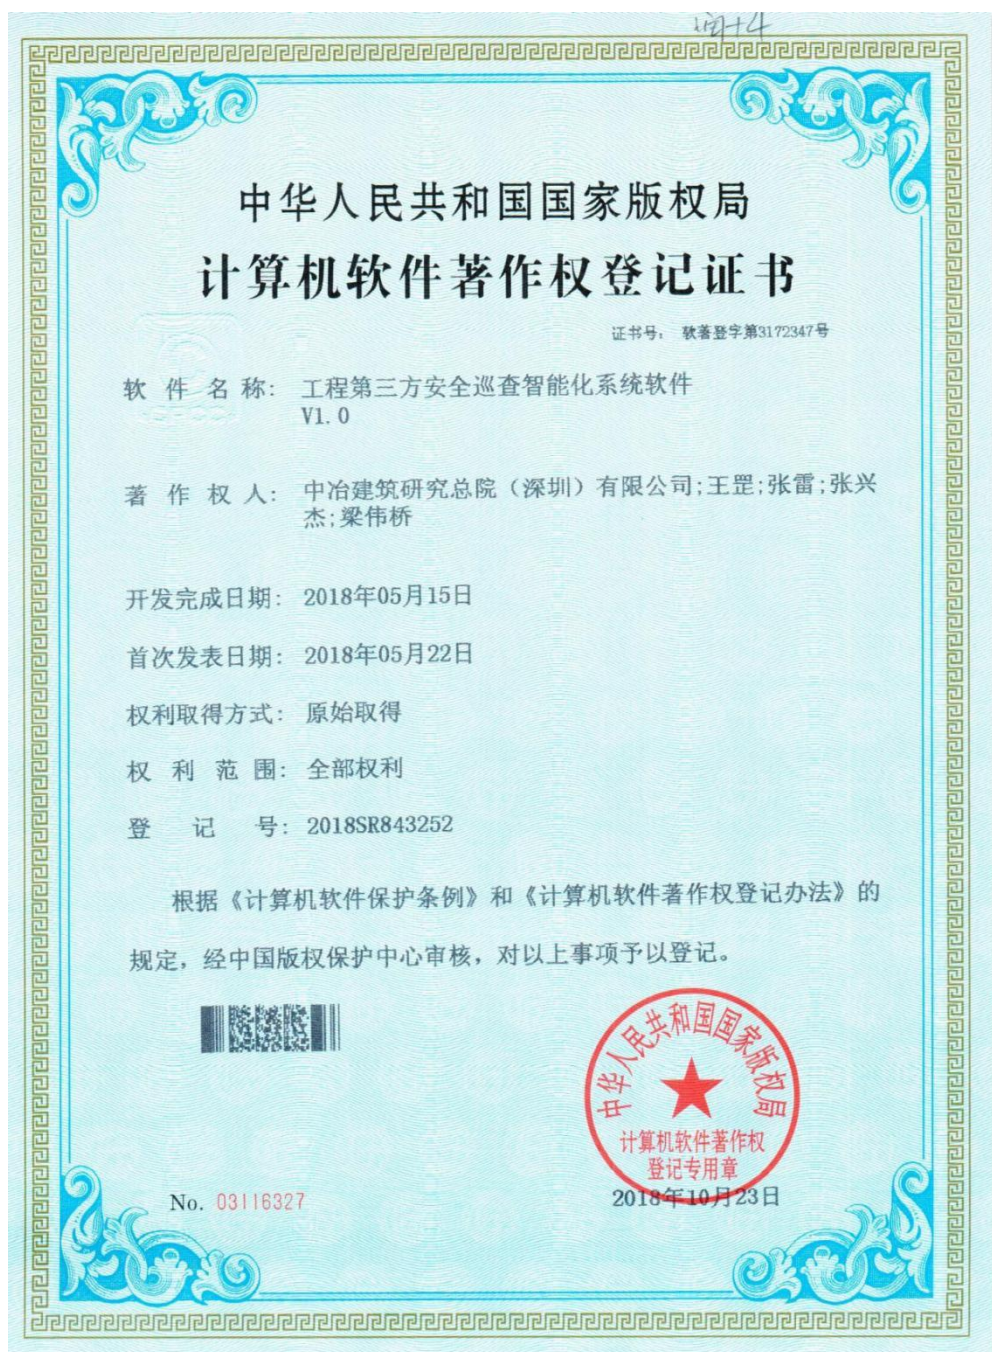 中华人民共和国国家版权局
计算机软件著作权登记证书
证书号： 软著登字第3172347号
软件名称： 工程第三方安全巡查智能化系统软件
V1.0
著作权人： 中冶建筑研究总院（深圳）有限公司;王罡;张雷;张兴
杰;梁伟桥
开发完成日期： 2018年05月15日
首次发表日期： 2018年05月22日
权利取得方式： 原始取得
权利范围： 全部权利
登记号： 2018SR843252
根据《计算机软件保护条例》和《计算机软件著作权登记办法》的
规定，经中国版权保护中心审核，对以上事项予以登记。
中华人民共和国国家版权局
计算机软件著作权
登记专用章
No. 03116327
2018年10月23日